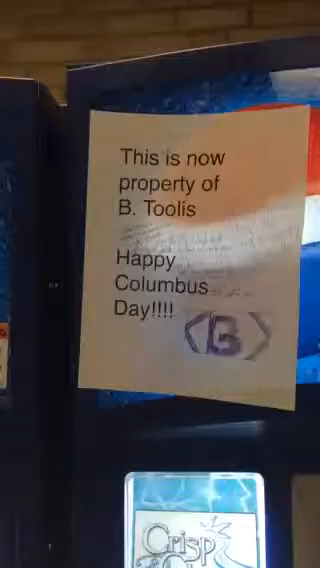 This is now
property of
B. Toolis
Happy
Columbus
Day!!!!
<B>
Crisp